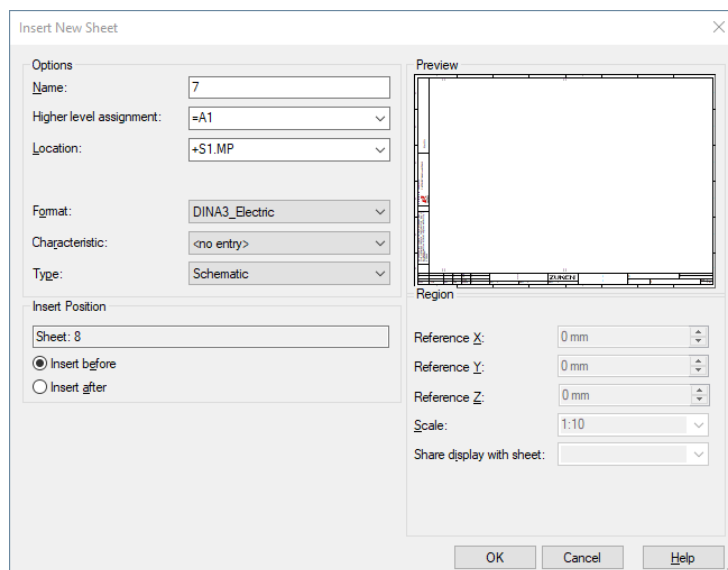 Insert New Sheet
Options
Name: 7
Higher level assignment: =A1
Location: +S1.MP
Format: DINA3_Electric
Characteristic: <no entry>
Type: Schematic
Insert Position
Sheet: 8
Insert before
Insert after
Preview
ZUKEN
Region
Reference X: 0 mm
Reference Y: 0 mm
Reference Z: 0 mm
Scale: 1:10
Share display with sheet:
OK Cancel Help